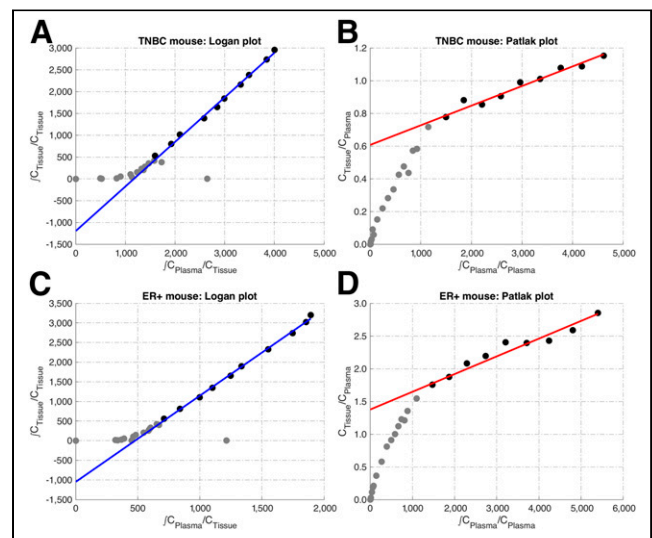 A
TNBC mouse: Logan plot
3,000
2,500
2,000
1,500
1,000
500
0
-500
-1,000
-1,500
0 1,000 2,000 3,000 4,000 5,000
∫C_Tissue/C_Tissue
∫C_Plasma/C_Tissue
B
TNBC mouse: Patlak plot
1.2
1.0
0.8
0.6
0.4
0.2
0.0
0 1,000 2,000 3,000 4,000 5,000
C_Tissue/C_Plasma
∫C_Plasma/C_Plasma
C
ER+ mouse: Logan plot
3,500
3,000
2,500
2,000
1,500
1,000
500
0
-500
-1,000
-1,500
0 500 1,000 1,500 2,000
∫C_Tissue/C_Tissue
∫C_Plasma/C_Tissue
D
ER+ mouse: Patlak plot
3.0
2.5
2.0
1.5
1.0
0.5
0.0
0 1,000 2,000 3,000 4,000 5,000 6,000
C_Tissue/C_Plasma
∫C_Plasma/C_Plasma